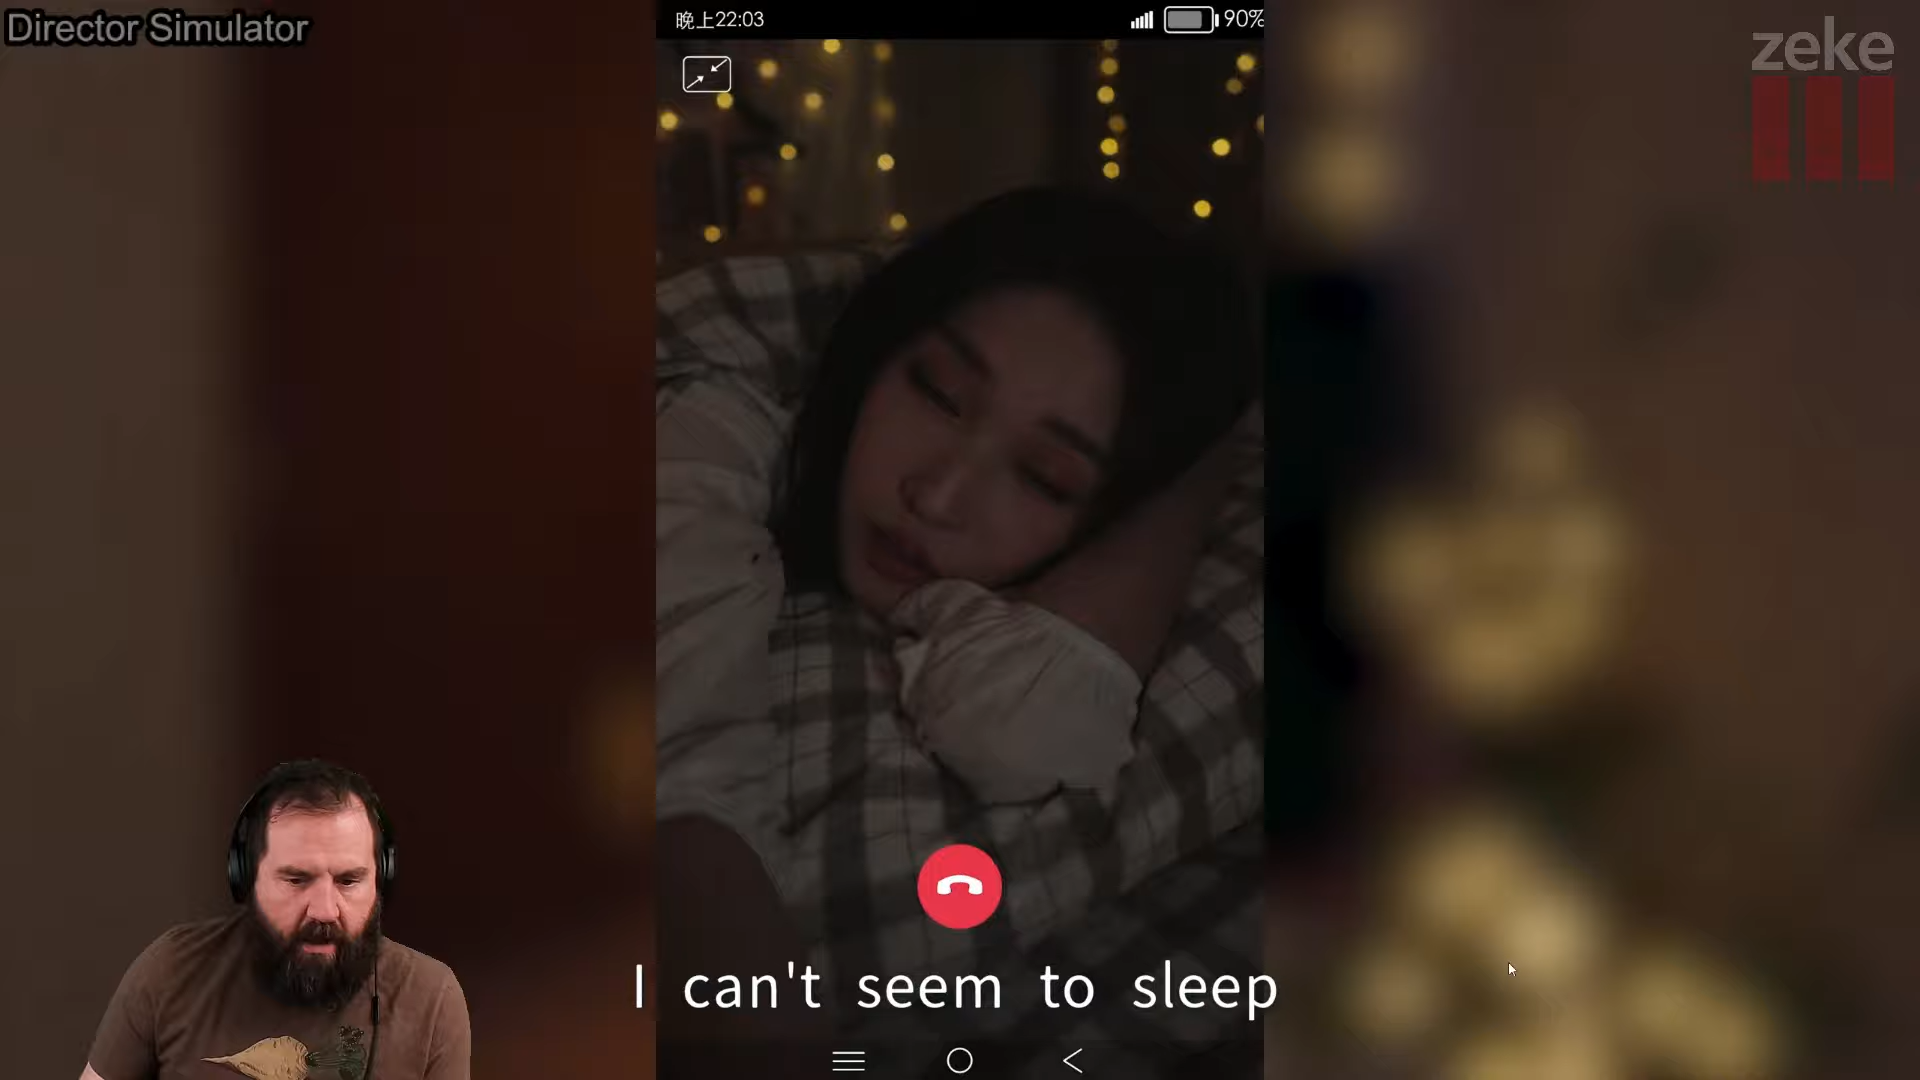 Director Simulator
晚上22:03
90%
zeke
I can't seem to sleep